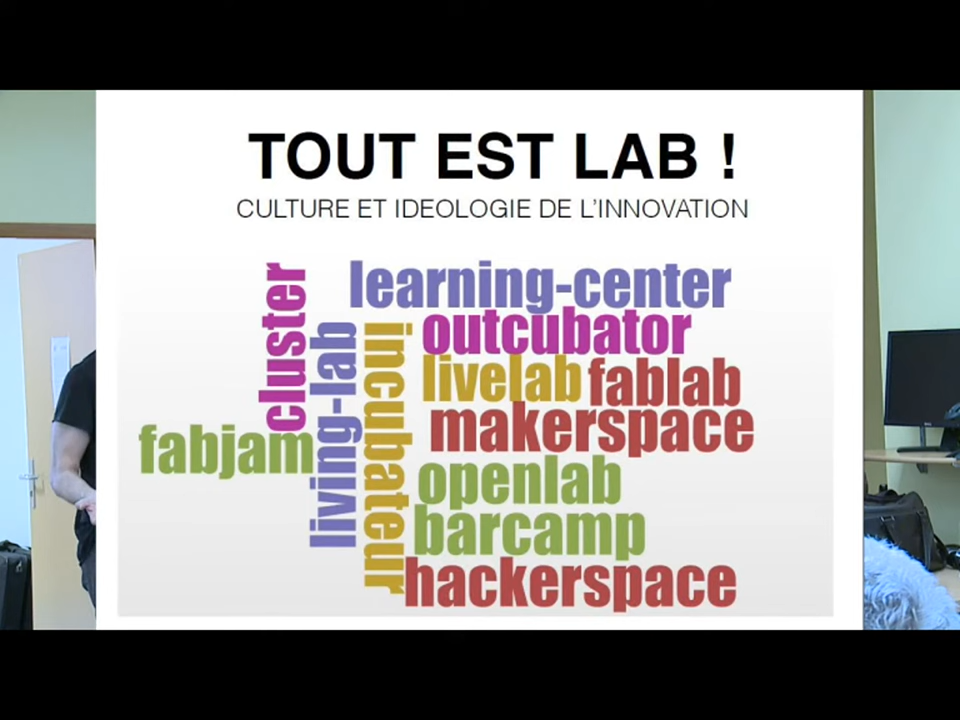 TOUT EST LAB !
CULTURE ET IDEOLOGIE DE L'INNOVATION
learning-center
cluster
outcubator
living-lab
incubateur
livelab
fablab
makerspace
fabjam
openlab
barcamp
hackerspace